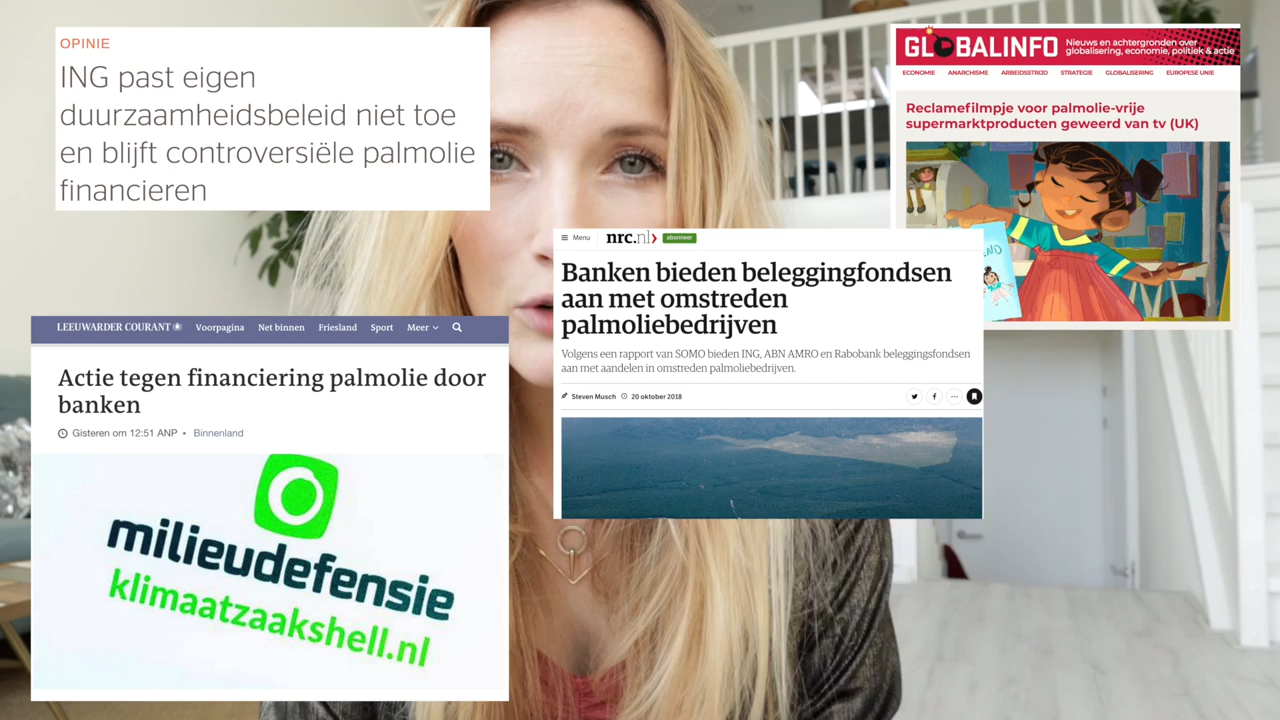 OPINIE
ING past eigen
duurzaamheidsbeleid niet toe
en blijft controversiële palmolie
financieren
GLOBALINFO
Nieuws en achtergronden over
globalisering, economie, politiek & actie
ECONOMIE ANARCHISME ARBEIDSSTRIJD STRATEGIE GLOBALISERING EUROPESE UNIE
Reclamefilmpje voor palmolie-vrije
supermarktproducten geweerd van tv (UK)
Menu nrc.nl abonneer
Banken bieden beleggingfondsen
aan met omstreden
palmoliebedrijven
Volgens een rapport van SOMO bieden ING, ABN AMRO en Rabobank beleggingsfondsen
aan met aandelen in omstreden palmoliebedrijven.
Steven Musch 20 oktober 2018
LEEUWARDER COURANT Voorpagina Net binnen Friesland Sport Meer
Actie tegen financiering palmolie door
banken
Gisteren om 12:51 ANP • Binnenland
milieudefensie
klimaatzaakshell.nl